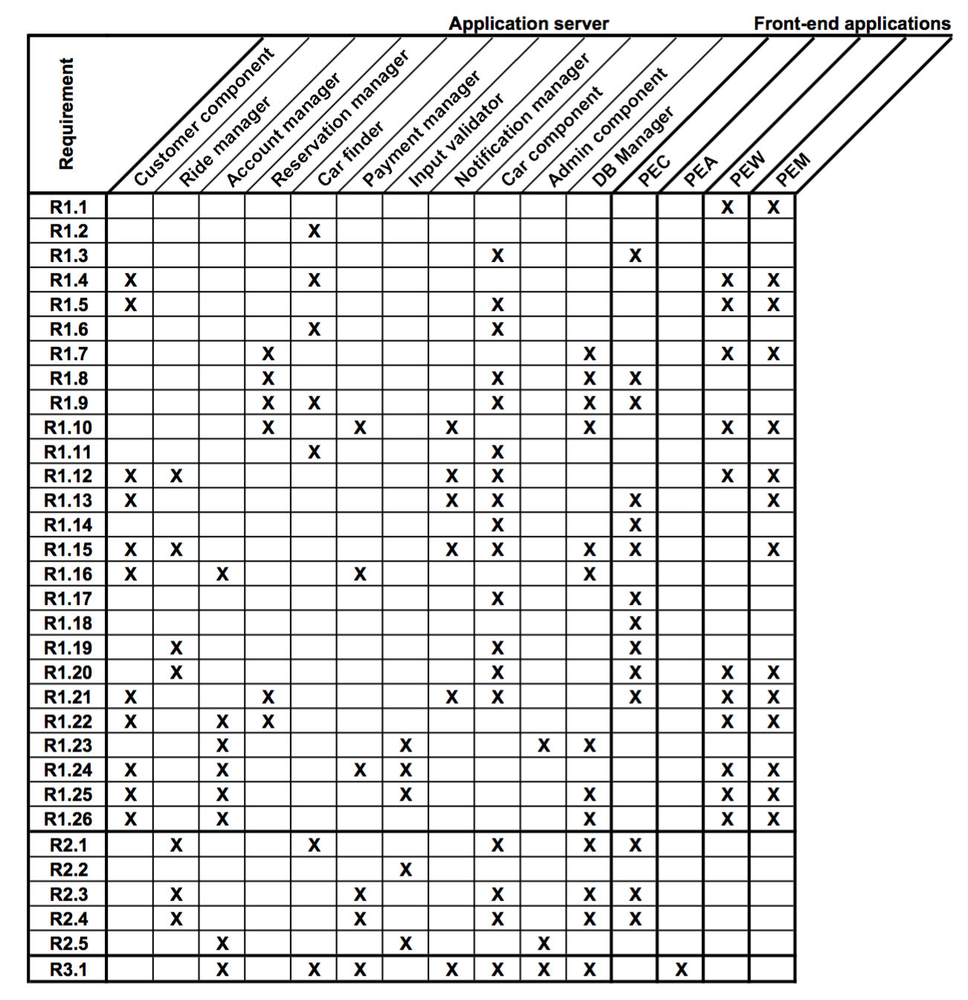 Application server Front-end applications
Requirement Customer component Ride manager Account manager Reservation manager Car finder Payment manager Input validator Notification manager Car component Admin component DB Manager PEC PEA PEW PEM
R1.1 X X
R1.2 X
R1.3 X X
R1.4 X X X X
R1.5 X X X X
R1.6 X X
R1.7 X X X X
R1.8 X X X X
R1.9 X X X X X
R1.10 X X X X X X
R1.11 X X
R1.12 X X X X X X
R1.13 X X X X X
R1.14 X X
R1.15 X X X X X X X
R1.16 X X X X
R1.17 X X
R1.18 X
R1.19 X X X
R1.20 X X X X X
R1.21 X X X X X X X
R1.22 X X X X X
R1.23 X X X X
R1.24 X X X X X X
R1.25 X X X X X X
R1.26 X X X X X
R2.1 X X X X X
R2.2 X
R2.3 X X X X X
R2.4 X X X X X
R2.5 X X X
R3.1 X X X X X X X X